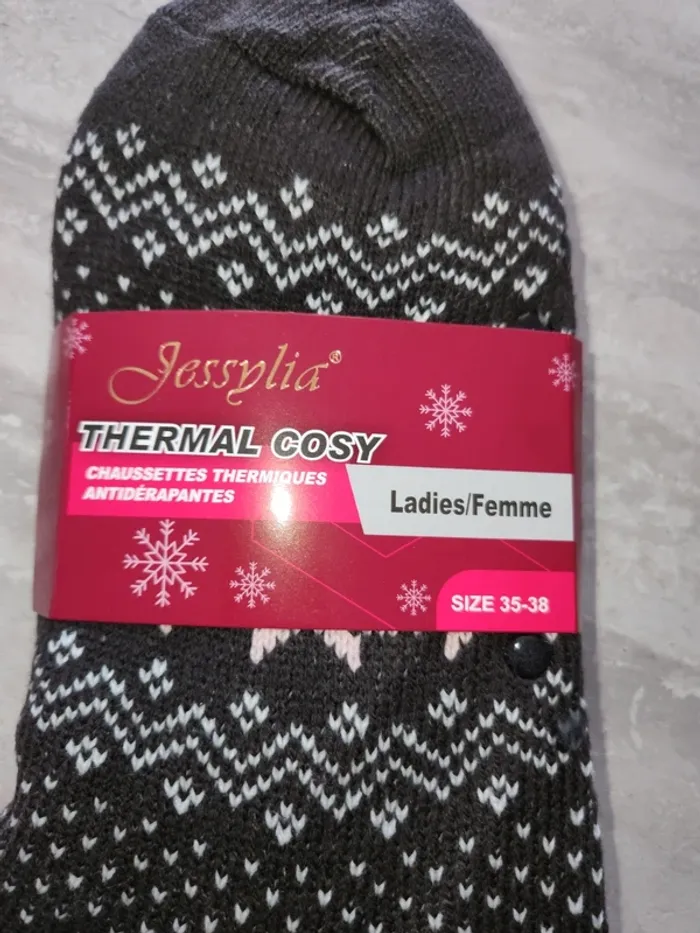 Jessylia®
THERMAL COSY
CHAUSSETTES THERMIQUES
ANTIDÉRAPANTES
Ladies/Femme
SIZE 35-38